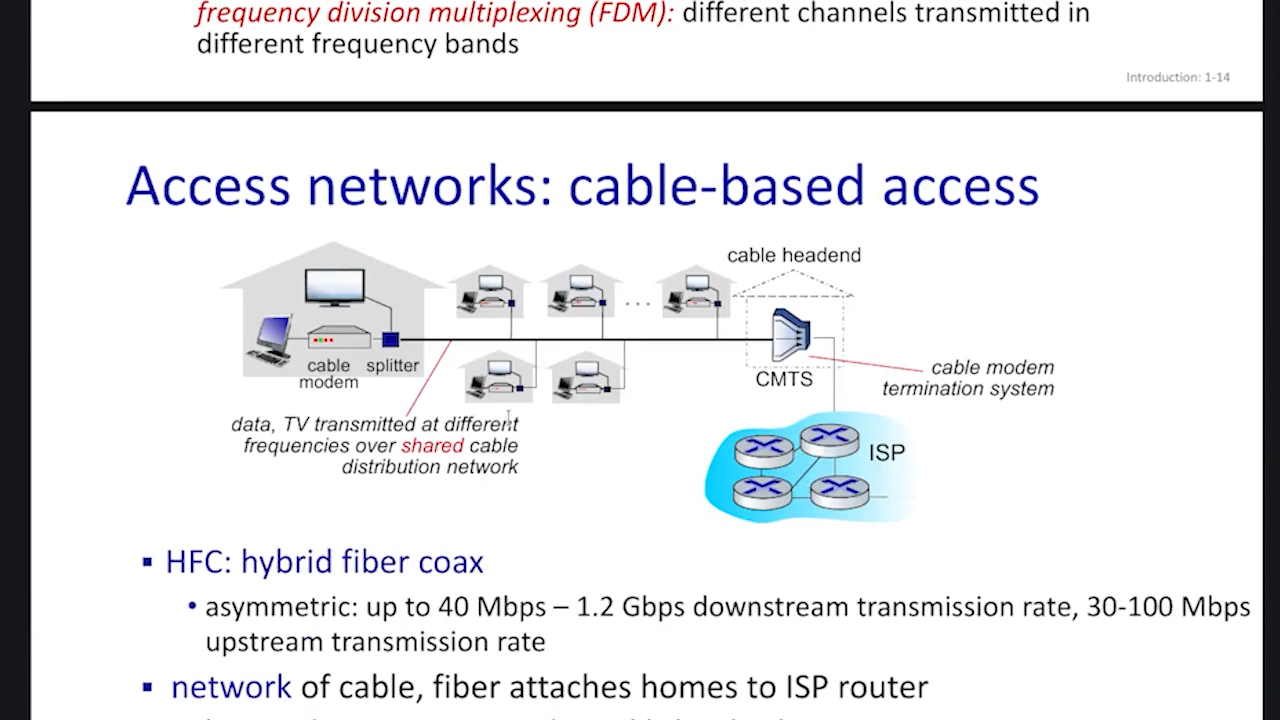 frequency division multiplexing (FDM): different channels transmitted in
different frequency bands
Introduction: 1-14
Access networks: cable-based access
cable headend
cable
modem
splitter
CMTS
cable modem
termination system
data, TV transmitted at different
frequencies over shared cable
distribution network
ISP
▪ HFC: hybrid fiber coax
• asymmetric: up to 40 Mbps – 1.2 Gbps downstream transmission rate, 30-100 Mbps
upstream transmission rate
▪ network of cable, fiber attaches homes to ISP router